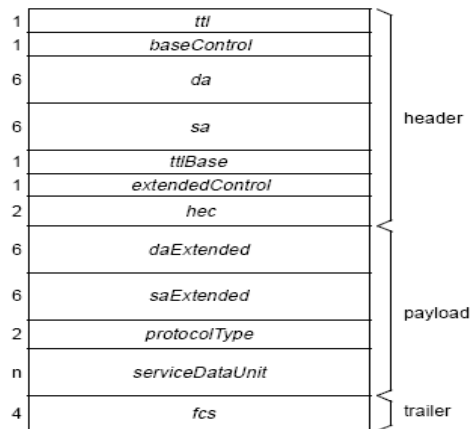 1 ttl
1 baseControl
6 da
6 sa
header
1 ttlBase
1 extendedControl
2 hec
6 daExtended
6 saExtended
payload
2 protocolType
n serviceDataUnit
4 fcs
trailer